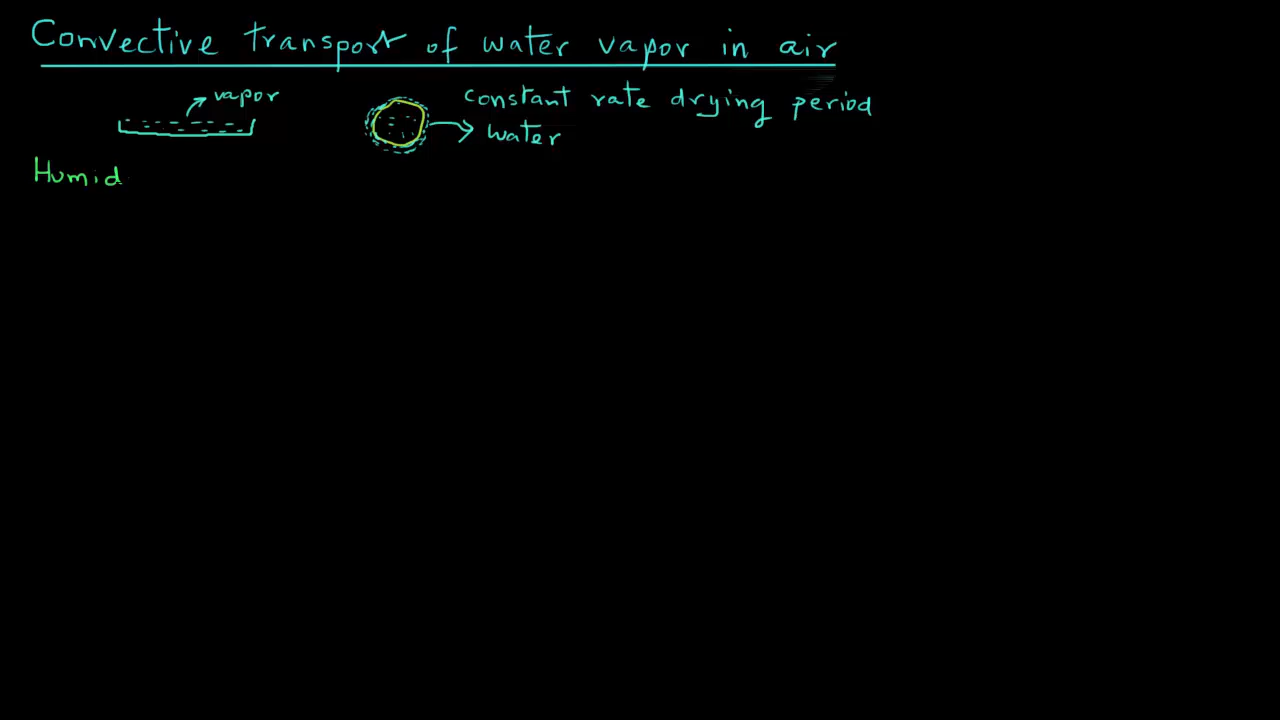 Convective transport of water vapor in air
vapor
constant rate drying period
water
Humid